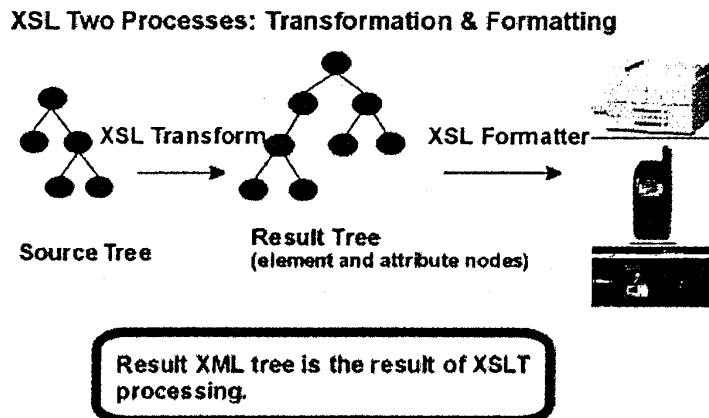 XSL Two Processes: Transformation & Formatting
XSL Transform
XSL Formatter
Source Tree
Result Tree
(element and attribute nodes)
Result XML tree is the result of XSLT
processing.